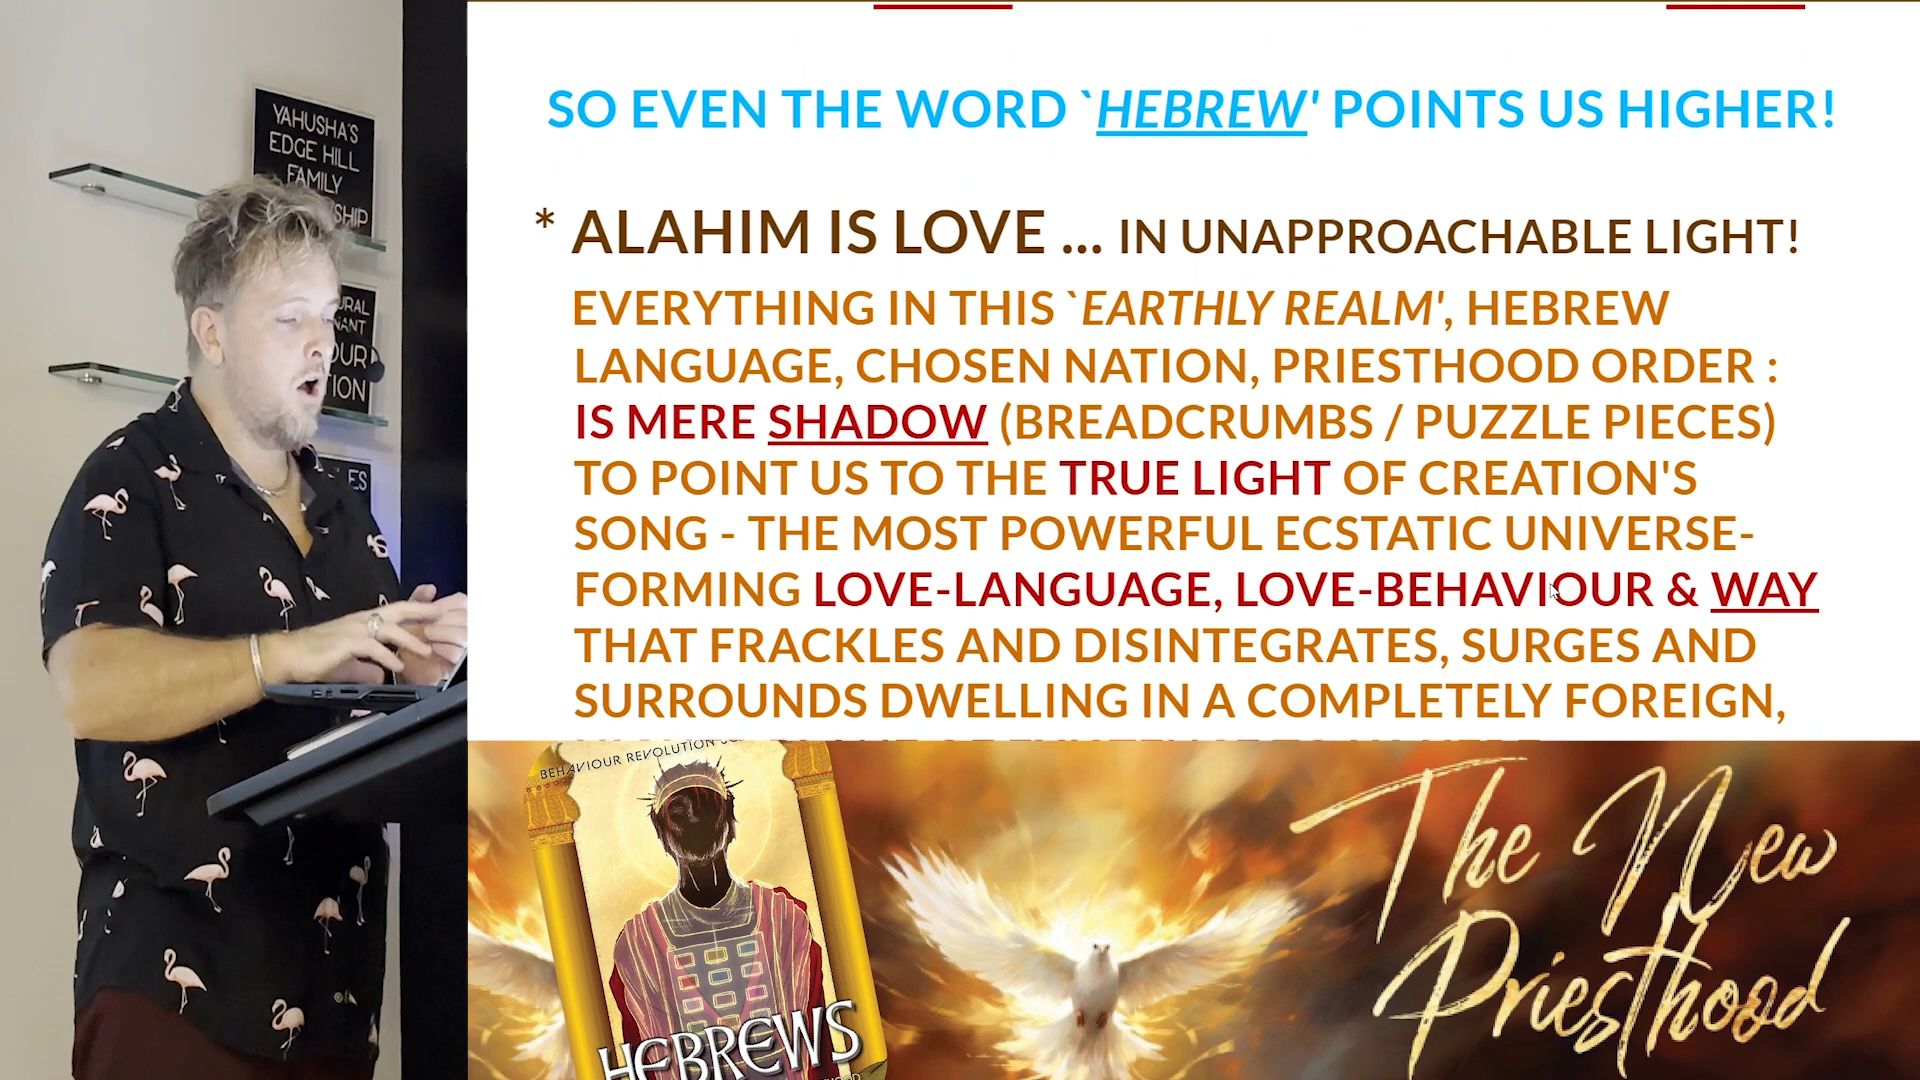 YAHUSHA'S
EDGE HILL
FAMILY
SHIP
OUR
TION
SO EVEN THE WORD `HEBREW' POINTS US HIGHER!
* ALAHIM IS LOVE ... IN UNAPPROACHABLE LIGHT!
EVERYTHING IN THIS `EARTHLY REALM', HEBREW
LANGUAGE, CHOSEN NATION, PRIESTHOOD ORDER :
IS MERE SHADOW (BREADCRUMBS / PUZZLE PIECES)
TO POINT US TO THE TRUE LIGHT OF CREATION'S
SONG - THE MOST POWERFUL ECSTATIC UNIVERSE-
FORMING LOVE-LANGUAGE, LOVE-BEHAVIOUR & WAY
THAT FRACKLES AND DISINTEGRATES, SURGES AND
SURROUNDS DWELLING IN A COMPLETELY FOREIGN,
BEHAVIOUR REVOLUTION
HEBREWS
The New
Priesthood